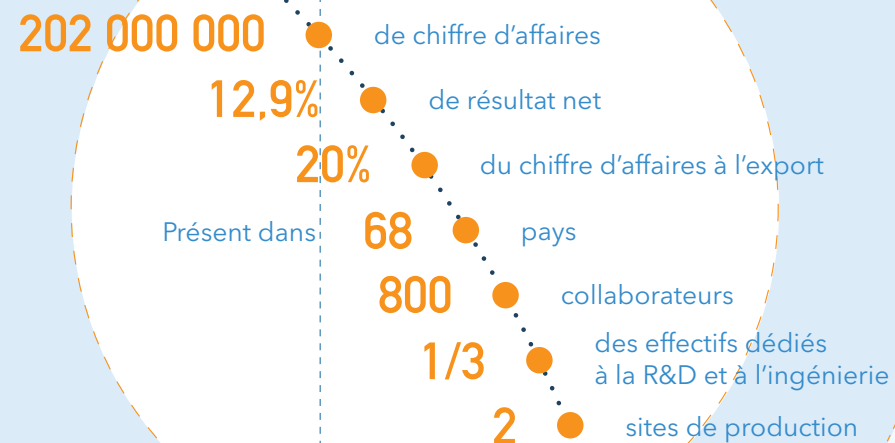 202 000 000 de chiffre d'affaires
12,9% de résultat net
20% du chiffre d'affaires à l'export
Présent dans 68 pays
800 collaborateurs
1/3 des effectifs dédiés
à la R&D et à l'ingénierie
2 sites de production